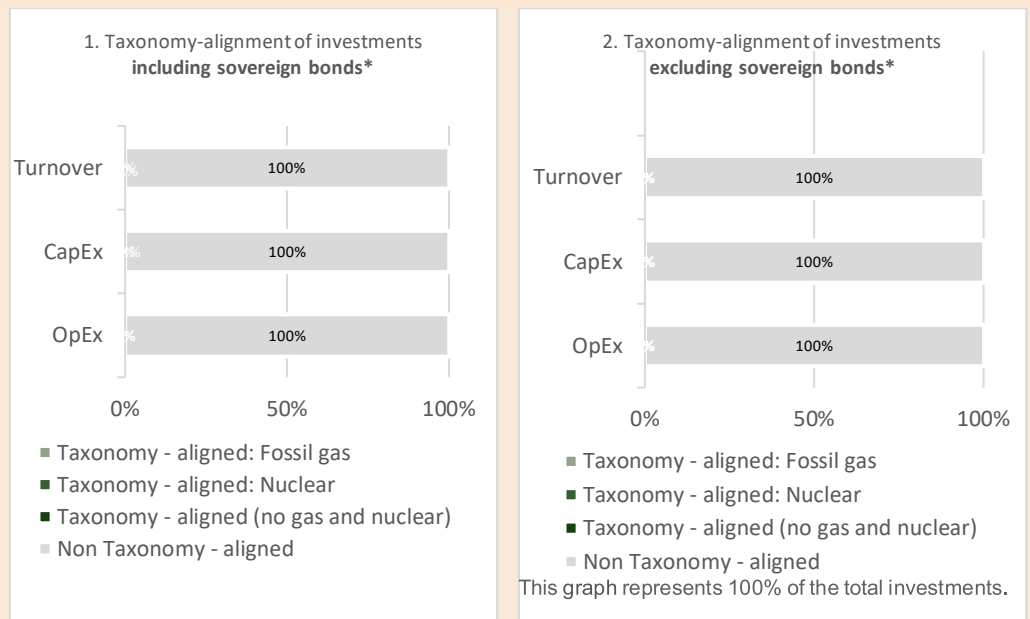 1. Taxonomy-alignment of investments
including sovereign bonds*
Turnover
100%
CapEx
100%
OpEx
100%
0%
50%
100%
Taxonomy - aligned: Fossil gas
Taxonomy - aligned: Nuclear
Taxonomy - aligned (no gas and nuclear)
Non Taxonomy - aligned
2. Taxonomy-alignment of investments
excluding sovereign bonds*
Turnover
100%
CapEx
100%
OpEx
100%
0%
50%
100%
Taxonomy - aligned: Fossil gas
Taxonomy - aligned: Nuclear
Taxonomy - aligned (no gas and nuclear)
Non Taxonomy - aligned
This graph represents 100% of the total investments.